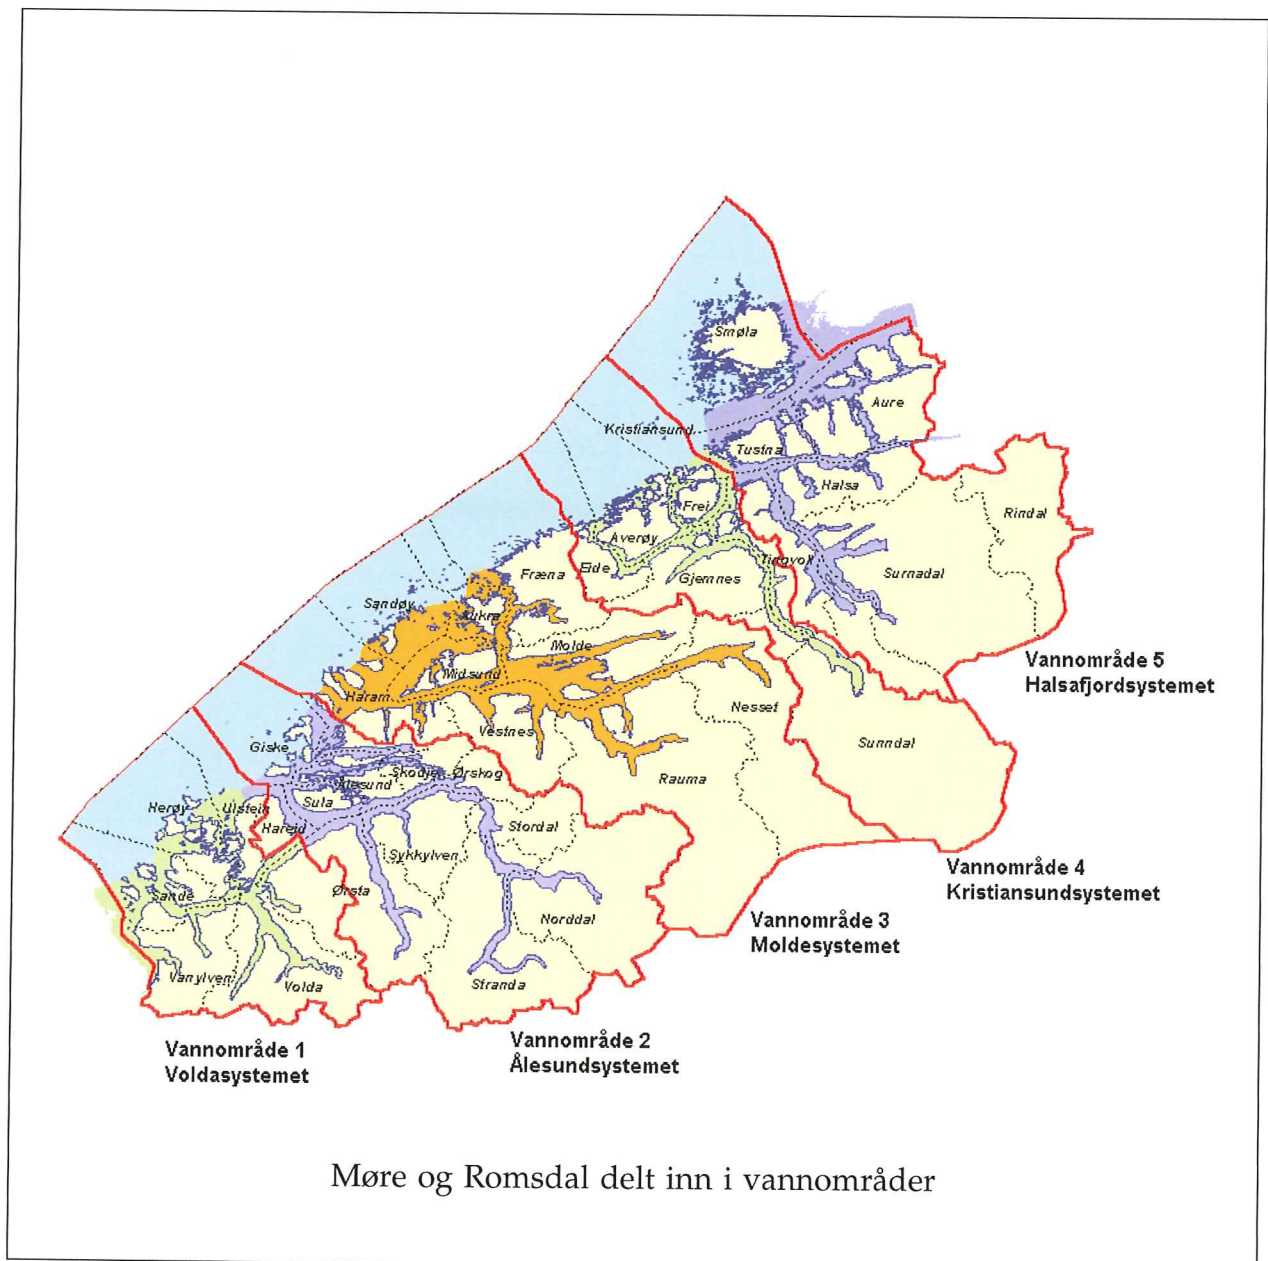 Smøla
Aure
Kristiansund
Tustna
Halsa
Rindal
Frei
Averøy
Tingvoll
Eide
Fræna
Gjemnes
Surnadal
Sandøy
Aukra
Molde
Midsund
Haram
Vestnes
Nesset
Sunndal
Rauma
Giske
Skodje
Ørskog
Ålesund
Sula
Herøy
Ulstein
Hareid
Stordal
Sykkylven
Ørsta
Sande
Norddal
Vanylven
Volda
Stranda
Vannområde 5
Halsafjordsystemet
Vannområde 4
Kristiansundsystemet
Vannområde 3
Moldesystemet
Vannområde 2
Ålesundsystemet
Vannområde 1
Voldasystemet
Møre og Romsdal delt inn i vannområder